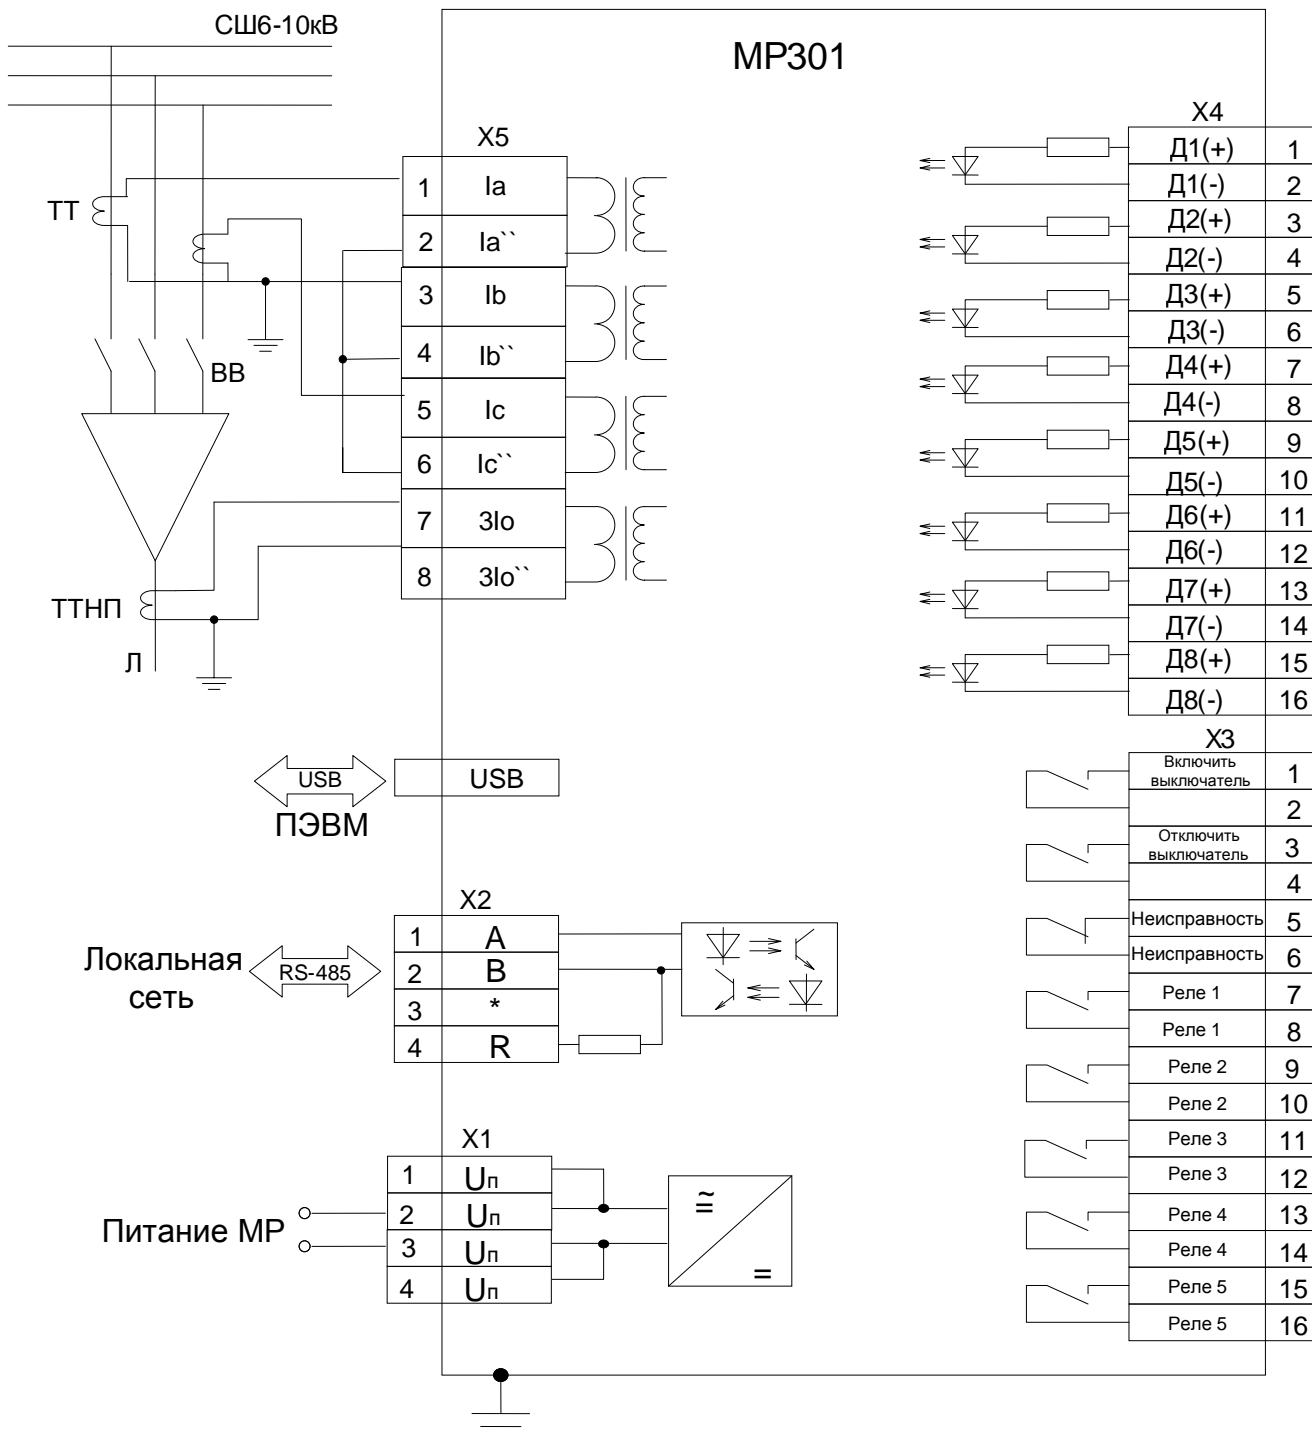 СШ6-10кВ
МР301
ТТ
ВВ
ТТНП
Л
X5
1 Ia
2 Ia``
3 Ib
4 Ib``
5 Ic
6 Ic``
7 3Io
8 3Io``
USB
USB
ПЭВМ
X2
1 A
2 B
3 *
4 R
Локальная
сеть
RS-485
X1
1 Uп
2 Uп
3 Uп
4 Uп
Питание МР
≃
=
X4
Д1(+) 1
Д1(-) 2
Д2(+) 3
Д2(-) 4
Д3(+) 5
Д3(-) 6
Д4(+) 7
Д4(-) 8
Д5(+) 9
Д5(-) 10
Д6(+) 11
Д6(-) 12
Д7(+) 13
Д7(-) 14
Д8(+) 15
Д8(-) 16
X3
Включить
выключатель 1
2
Отключить
выключатель 3
4
Неисправность 5
Неисправность 6
Реле 1 7
Реле 1 8
Реле 2 9
Реле 2 10
Реле 3 11
Реле 3 12
Реле 4 13
Реле 4 14
Реле 5 15
Реле 5 16